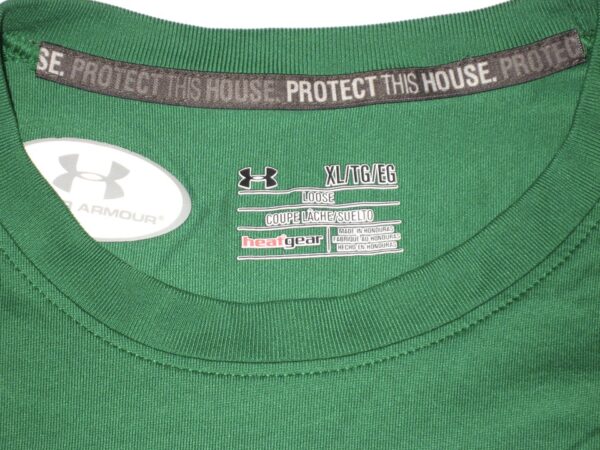 SE. PROTECT THIS HOUSE. PROTECT THIS HOUSE. PROTECT
ARMOUR®
XL/TG/EG
LOOSE
COUPE LÂCHE/SUELTO
heatgear
MADE IN HONDURAS
FABRIQUÉ AU HONDURAS
HECHO EN HONDURAS